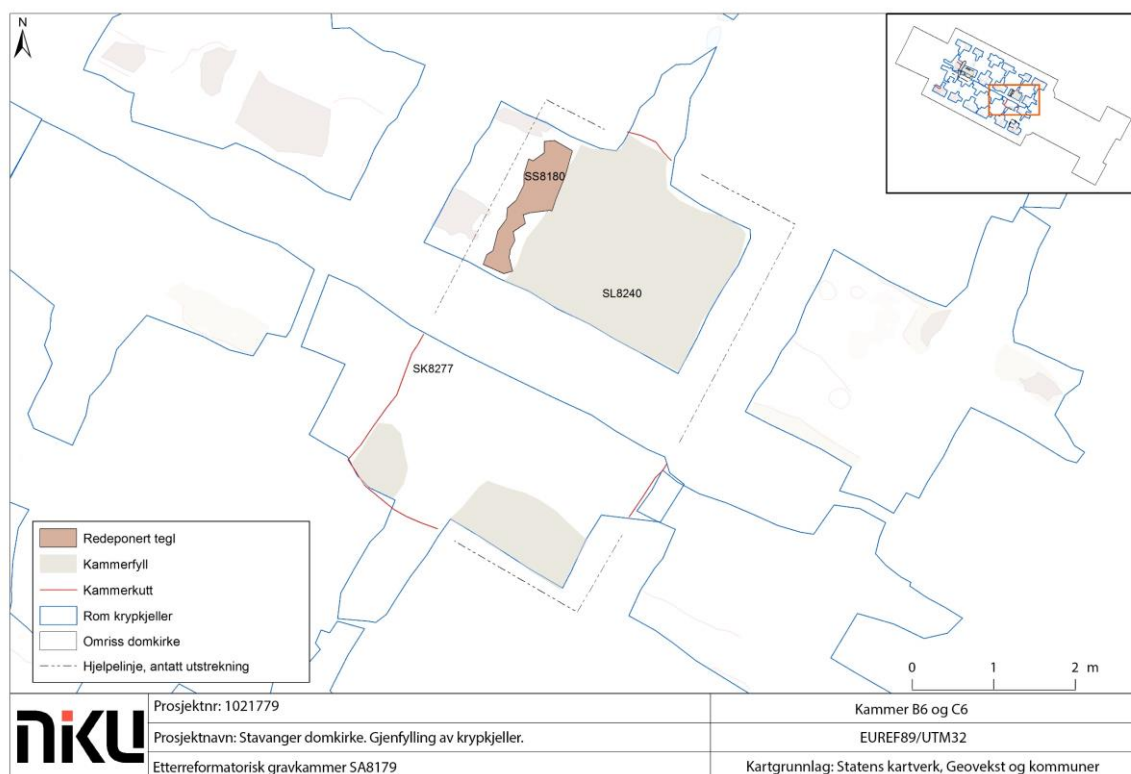 N
SS8180
SL8240
SK8277
Redeponert tegl
Kammerfyll
Kammerkutt
Rom krypkjeller
Omriss domkirke
Hjelpelinje, antatt utstrekning
0 1 2 m
niku
Prosjektnr: 1021779
Kammer B6 og C6
Prosjektnavn: Stavanger domkirke. Gjenfylling av krypkjeller.
EUREF89/UTM32
Etterreformatorisk gravkammer SA8179
Kartgrunnlag: Statens kartverk, Geovekst og kommuner